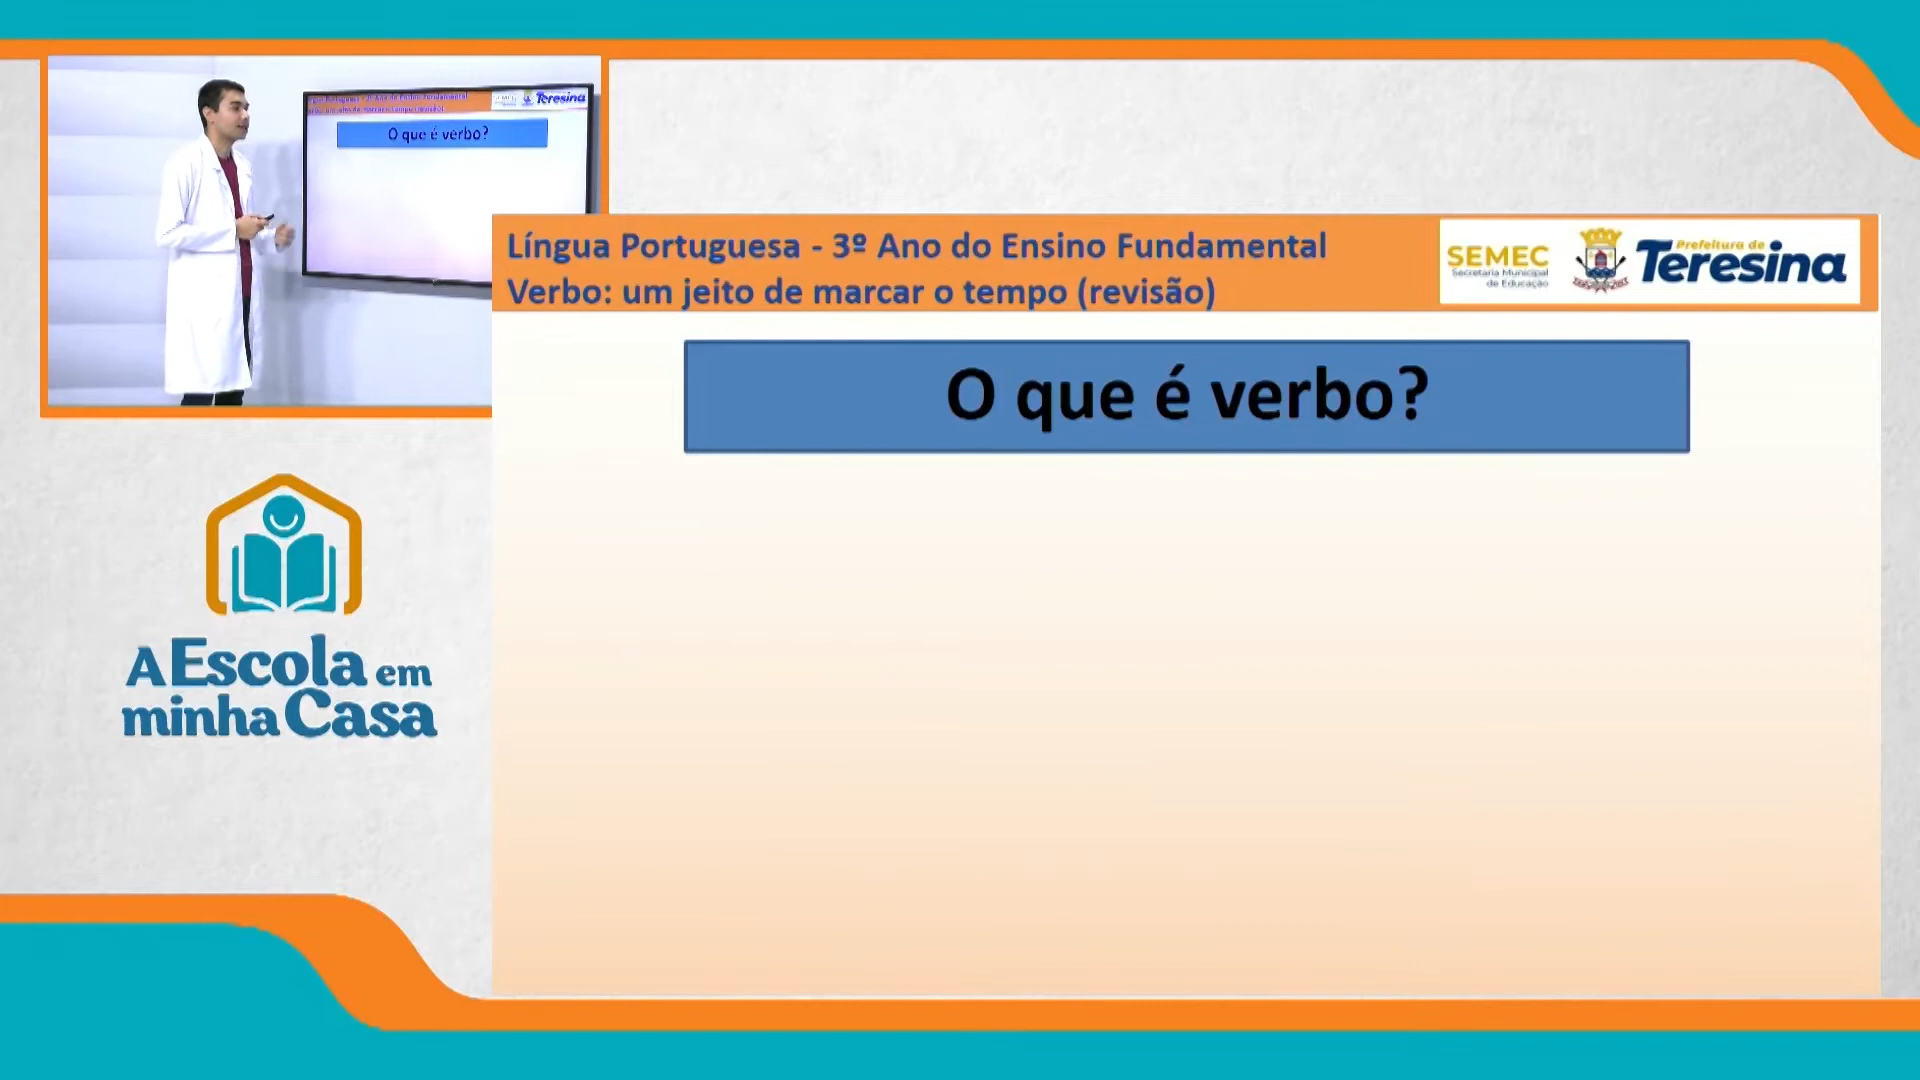 Teresina
O que é verbo?
Língua Portuguesa - 3º Ano do Ensino Fundamental
Verbo: um jeito de marcar o tempo (revisão)
SEMEC
Secretaria Municipal
de Educação
Prefeitura de
Teresina
O que é verbo?
A Escola em
minha Casa